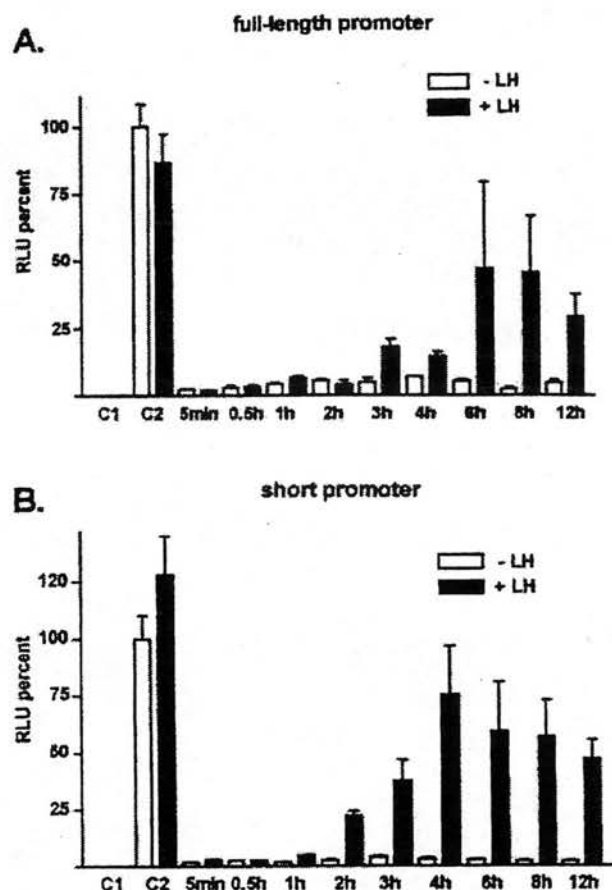 full-length promoter
A.
- LH
+ LH
100
75
50
25
RLU percent
C1 C2 5min 0.5h 1h 2h 3h 4h 6h 8h 12h
short promoter
B.
- LH
+ LH
120
100
75
50
25
RLU percent
C1 C2 5min 0.5h 1h 2h 3h 4h 6h 8h 12h